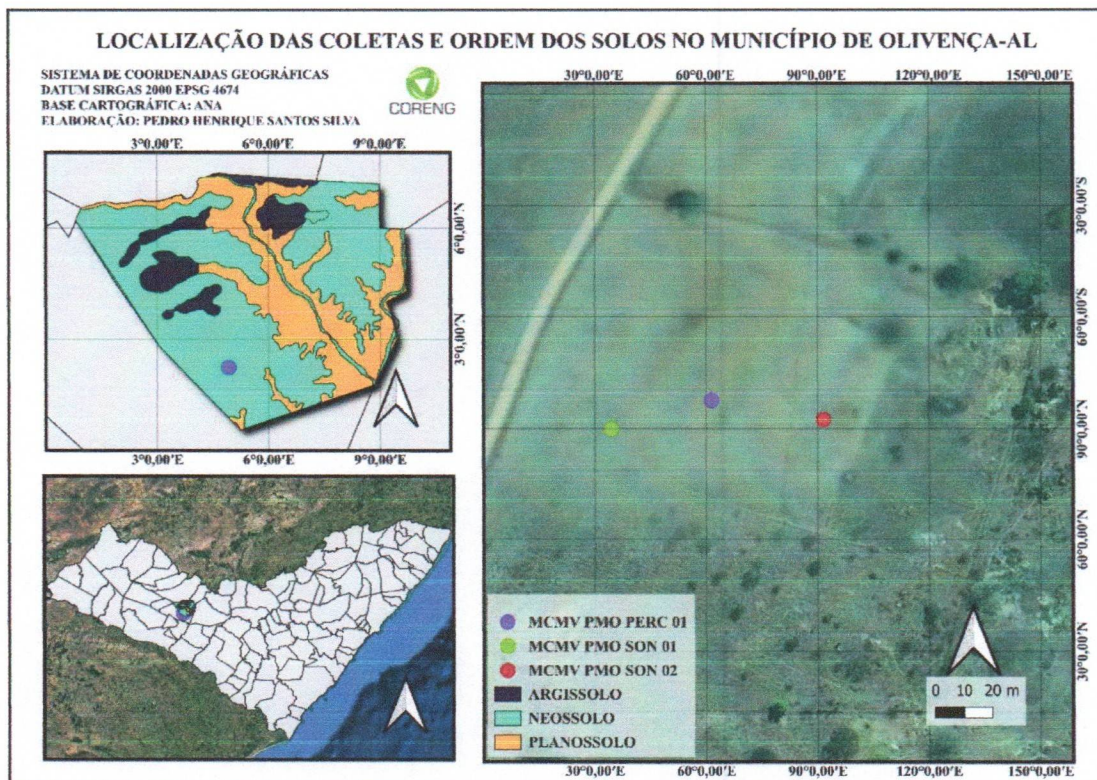 LOCALIZAÇÃO DAS COLETAS E ORDEM DOS SOLOS NO MUNICÍPIO DE OLIVENÇA-AL
SISTEMA DE COORDENADAS GEOGRÁFICAS
DATUM SIRGAS 2000 EPSG 4674
BASE CARTOGRÁFICA: ANA
ELABORAÇÃO: PEDRO HENRIQUE SANTOS SILVA
CORENG
3°0,00'E 6°0,00'E 9°0,00'E
6°0,00'N
3°0,00'N
3°0,00'E 6°0,00'E 9°0,00'E
30°0,00'E 60°0,00'E 90°0,00'E 120°0,00'E 150°0,00'E
30°0,00'S
60°0,00'S
90°0,00'N
60°0,00'N
30°0,00'N
MCMV PMO PERC 01
MCMV PMO SON 01
MCMV PMO SON 02
ARGISSOLO
NEOSSOLO
PLANOSSOLO
0 10 20 m
30°0,00'E 60°0,00'E 90°0,00'E 120°0,00'E 150°0,00'E